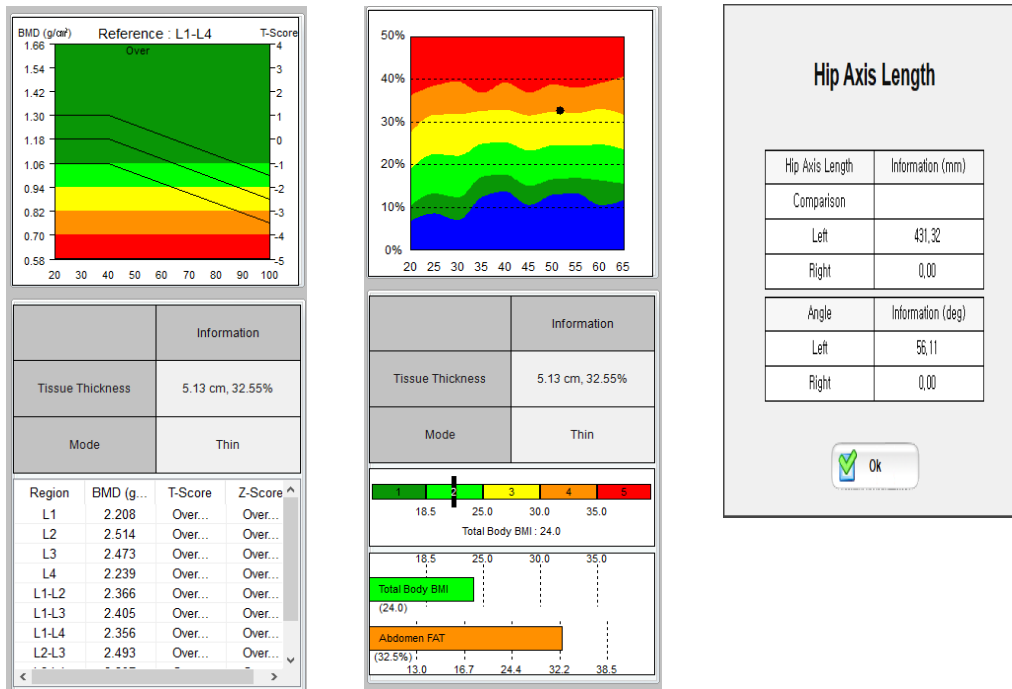 BMD (g/㎠) Reference : L1-L4 T-Score
Over
1.66 4
1.54 3
1.42 2
1.30 1
1.18 0
1.06 -1
0.94 -2
0.82 -3
0.70 -4
0.58 -5
20 30 40 50 60 70 80 90 100
Information
Tissue Thickness 5.13 cm, 32.55%
Mode Thin
Region BMD (g... T-Score Z-Score
L1 2.208 Over... Over...
L2 2.514 Over... Over...
L3 2.473 Over... Over...
L4 2.239 Over... Over...
L1-L2 2.366 Over... Over...
L1-L3 2.405 Over... Over...
L1-L4 2.356 Over... Over...
L2-L3 2.493 Over... Over...
50%
40%
30%
20%
10%
0%
20 25 30 35 40 45 50 55 60 65
Information
Tissue Thickness 5.13 cm, 32.55%
Mode Thin
1 2 3 4 5
18.5 25.0 30.0 35.0
Total Body BMI : 24.0
18.5 25.0 30.0 35.0
Total Body BMI
(24.0)
Abdomen FAT
(32.5%)
13.0 16.7 24.4 32.2 38.5
Hip Axis Length
Hip Axis Length Information (mm)
Comparison
Left 431,32
Right 0,00
Angle Information (deg)
Left 56,11
Right 0,00
Ok